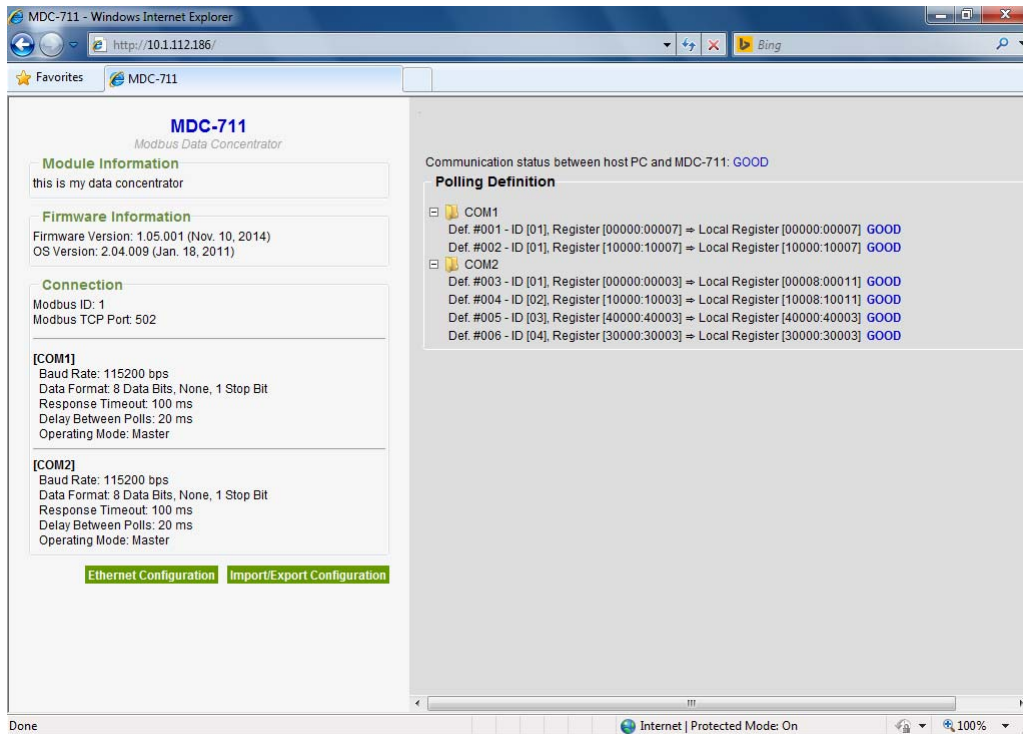 MDC-711 - Windows Internet Explorer
http://10.1.112.186/
Bing
Favorites
MDC-711
MDC-711
Modbus Data Concentrator
Module Information
this is my data concentrator
Firmware Information
Firmware Version: 1.05.001 (Nov. 10, 2014)
OS Version: 2.04.009 (Jan. 18, 2011)
Connection
Modbus ID: 1
Modbus TCP Port: 502
[COM1]
Baud Rate: 115200 bps
Data Format: 8 Data Bits, None, 1 Stop Bit
Response Timeout: 100 ms
Delay Between Polls: 20 ms
Operating Mode: Master
[COM2]
Baud Rate: 115200 bps
Data Format: 8 Data Bits, None, 1 Stop Bit
Response Timeout: 100 ms
Delay Between Polls: 20 ms
Operating Mode: Master
Ethernet Configuration
Import/Export Configuration
Communication status between host PC and MDC-711: GOOD
Polling Definition
COM1
Def. #001 - ID [01], Register [00000:00007] ⇒ Local Register [00000:00007] GOOD
Def. #002 - ID [01], Register [10000:10007] ⇒ Local Register [10000:10007] GOOD
COM2
Def. #003 - ID [01], Register [00000:00003] ⇒ Local Register [00008:00011] GOOD
Def. #004 - ID [02], Register [10000:10003] ⇒ Local Register [10008:10011] GOOD
Def. #005 - ID [03], Register [40000:40003] ⇒ Local Register [40000:40003] GOOD
Def. #006 - ID [04], Register [30000:30003] ⇒ Local Register [30000:30003] GOOD
Done
Internet | Protected Mode: On
100%